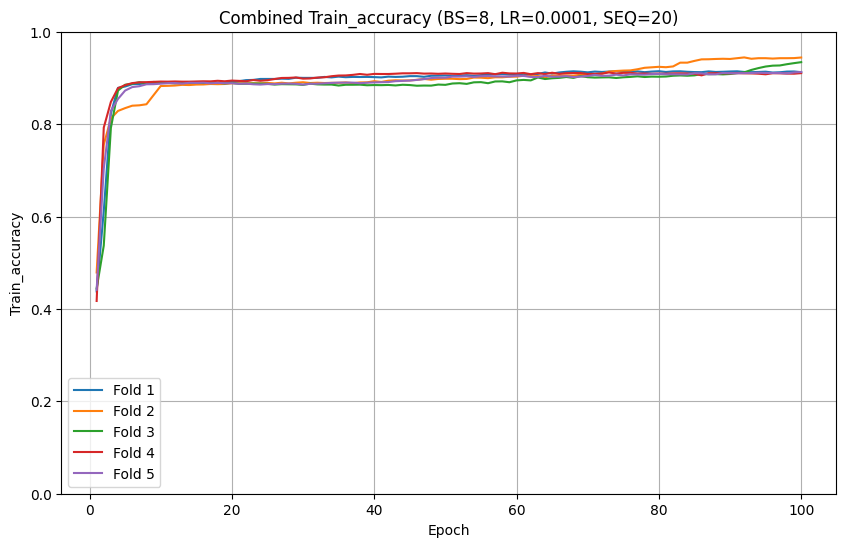 Combined Train_accuracy (BS=8, LR=0.0001, SEQ=20)
Train_accuracy
1.0
0.8
0.6
0.4
0.2
0.0
Fold 1
Fold 2
Fold 3
Fold 4
Fold 5
0 20 40 60 80 100
Epoch